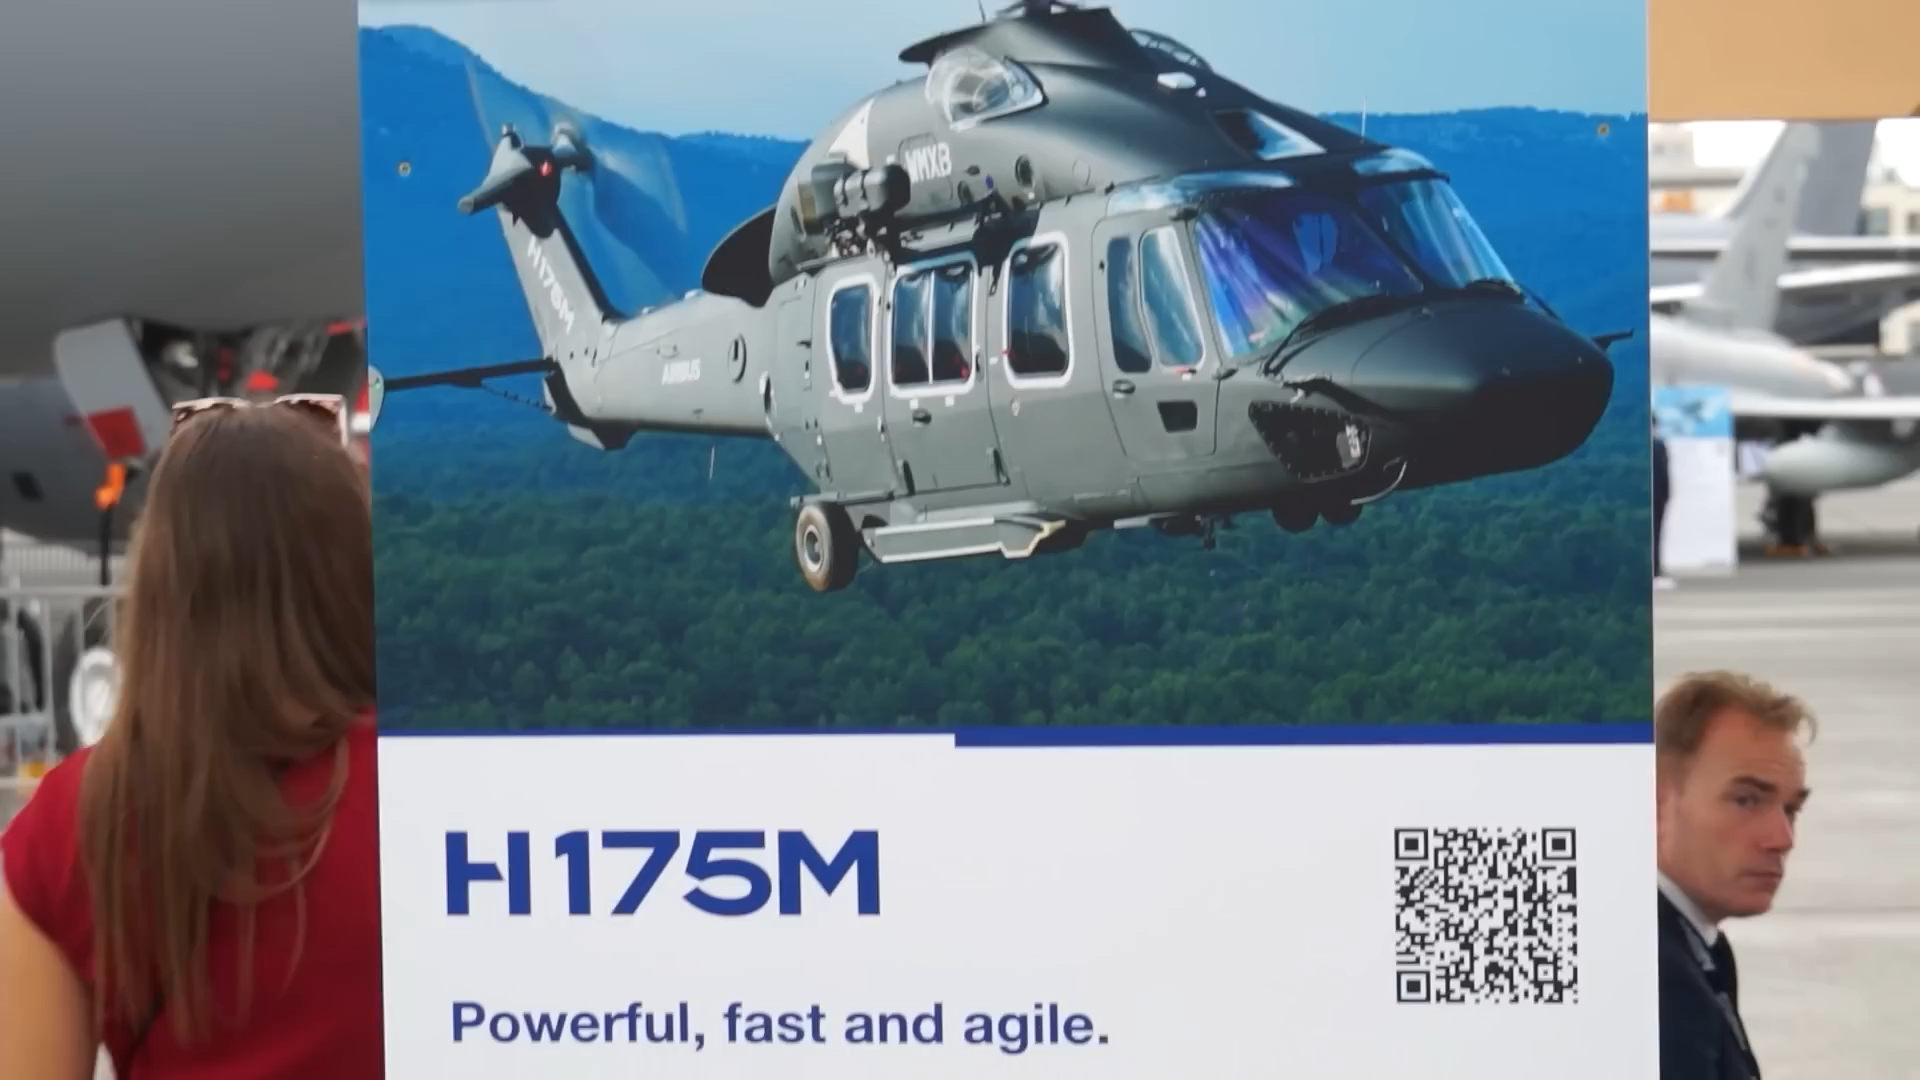 WMXB
H175M
AIRBUS
H175M
Powerful, fast and agile.